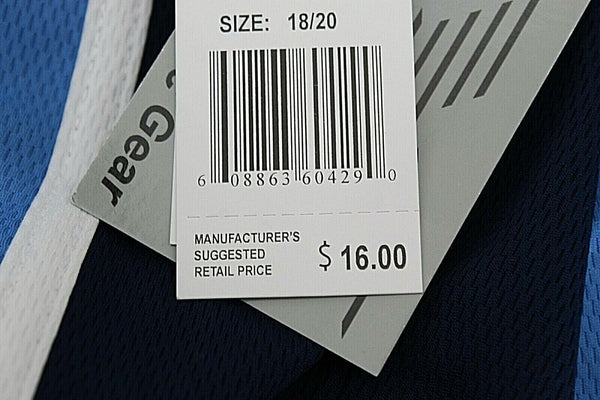 SIZE: 18/20
6 08863 60429 0
MANUFACTURER'S
SUGGESTED
RETAIL PRICE
$ 16.00
Gear